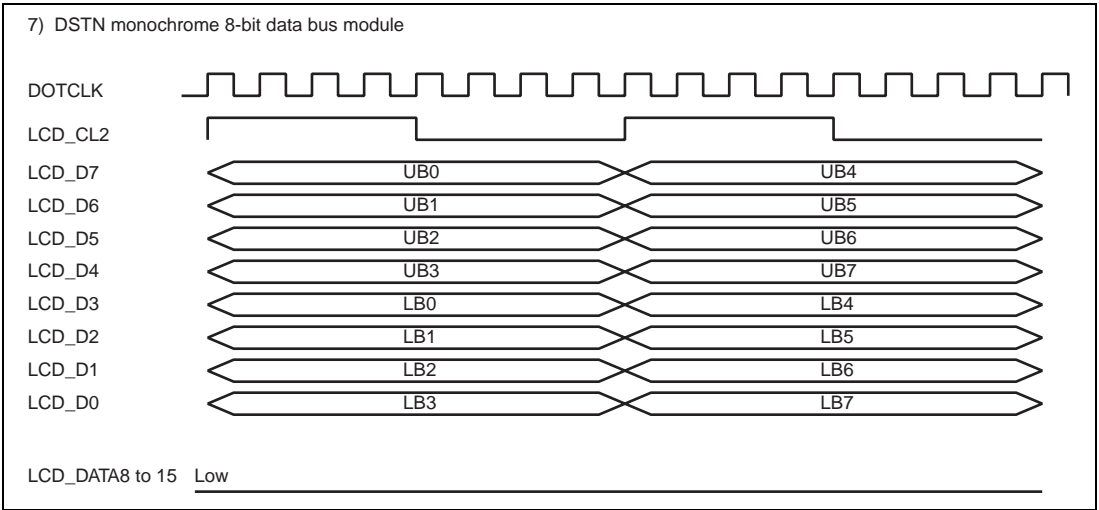 7) DSTN monochrome 8-bit data bus module
DOTCLK
LCD_CL2
LCD_D7 UB0 UB4
LCD_D6 UB1 UB5
LCD_D5 UB2 UB6
LCD_D4 UB3 UB7
LCD_D3 LB0 LB4
LCD_D2 LB1 LB5
LCD_D1 LB2 LB6
LCD_D0 LB3 LB7
LCD_DATA8 to 15 Low